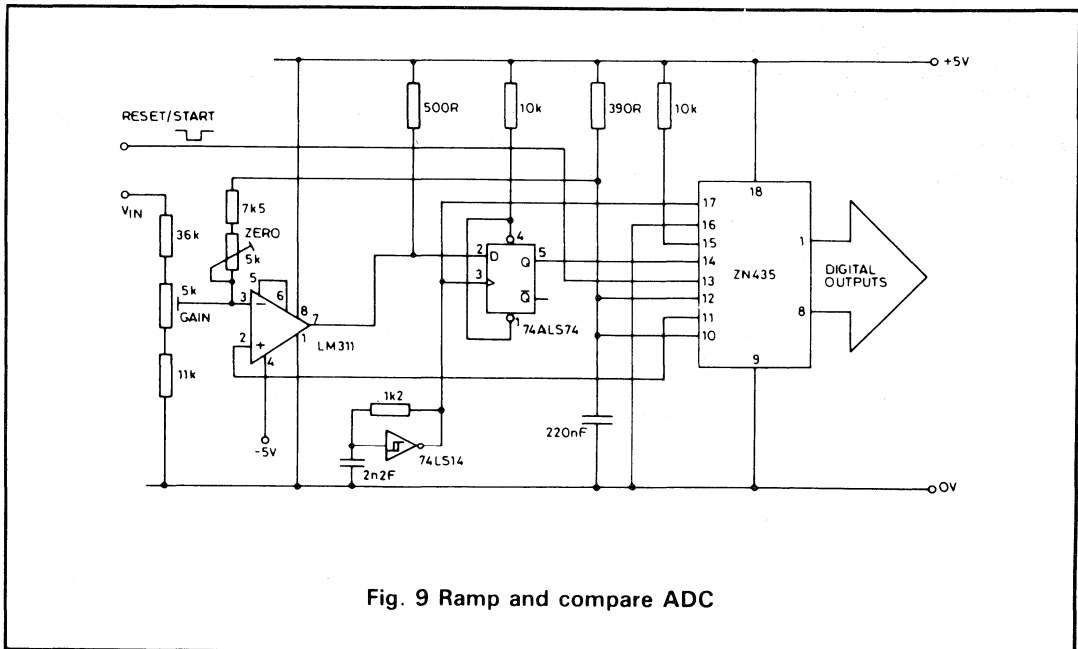 +5V
500R
10k
390R
10k
RESET/START
VIN
7k5
ZERO
5k
36k
5k
GAIN
11k
5
6
3
−
8
7
2
+
1
4
LM311
-5V
4
2
D
Q
5
3
Q̅
1
74ALS74
1k2
74LS14
2n2F
220nF
18
17
16
15
14
13
12
11
10
ZN435
1
8
9
DIGITAL
OUTPUTS
0V
Fig. 9 Ramp and compare ADC